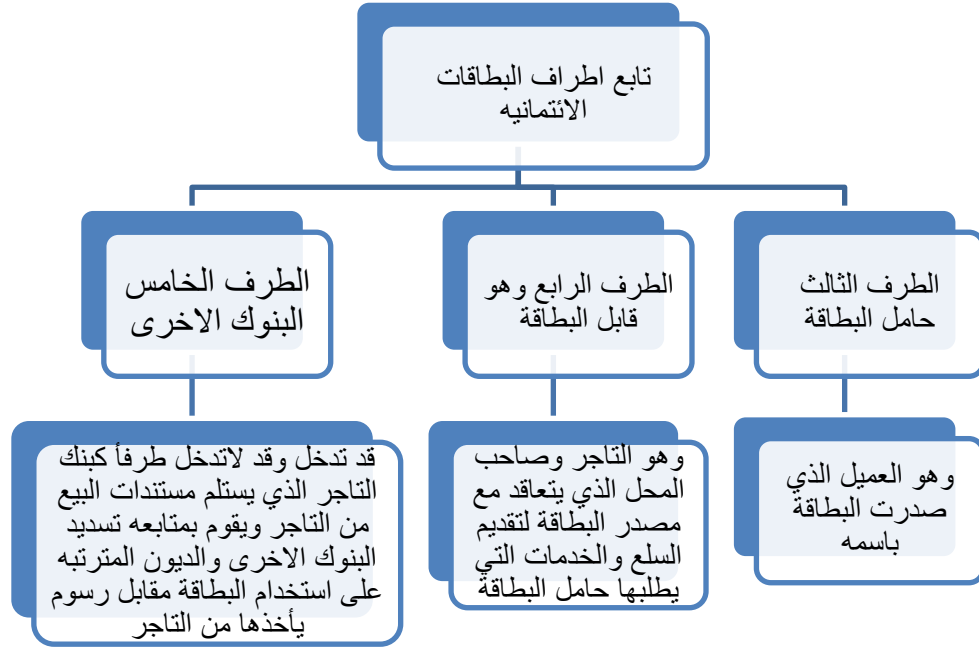 تابع اطراف البطاقات
الائتمانيه
الطرف الثالث
حامل البطاقة
وهو العميل الذي
صدرت البطاقة
باسمه
الطرف الرابع وهو
قابل البطاقة
وهو التاجر وصاحب
المحل الذي يتعاقد مع
مصدر البطاقة لتقديم
السلع والخدمات التي
يطلبها حامل البطاقة
الطرف الخامس
البنوك الاخرى
قد تدخل وقد لاتدخل طرفأ كبنك
التاجر الذي يستلم مستندات البيع
من التاجر ويقوم بمتابعه تسديد
البنوك الاخرى والديون المترتبه
على استخدام البطاقة مقابل رسوم
يأخذها من التاجر